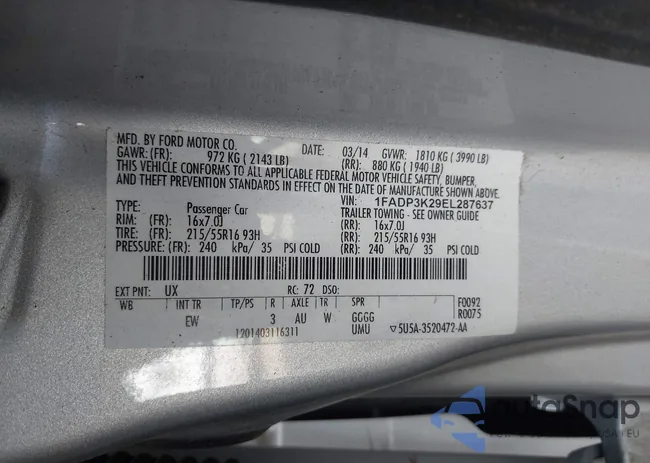 MFD. BY FORD MOTOR CO. DATE: 03/14 GVWR: 1810 KG ( 3990 LB)
GAWR: (FR): 972 KG ( 2143 LB) (RR): 880 KG ( 1940 LB)
THIS VEHICLE CONFORMS TO ALL APPLICABLE FEDERAL MOTOR VEHICLE SAFETY, BUMPER,
AND THEFT PREVENTION STANDARDS IN EFFECT ON THE DATE OF MANUFACTURE SHOWN ABOVE.
VIN: 1FADP3K29EL287637
TYPE: Passenger Car TRAILER TOWING - SEE OWNER GUIDE
RIM: (FR): 16x7.0J (RR): 16x7.0J
TIRE: (FR): 215/55R16 93H (RR): 215/55R16 93H
PRESSURE: (FR): 240 kPa/ 35 PSI COLD (RR): 240 kPa/ 35 PSI COLD
EXT PNT: UX RC: 72 DSO: F0092
WB INT TR TP/PS R AXLE TR SPR R0075
EW 3 AU W GGGG
1201403116311 UMU 5U5A-3520472-AA
AutoSnap